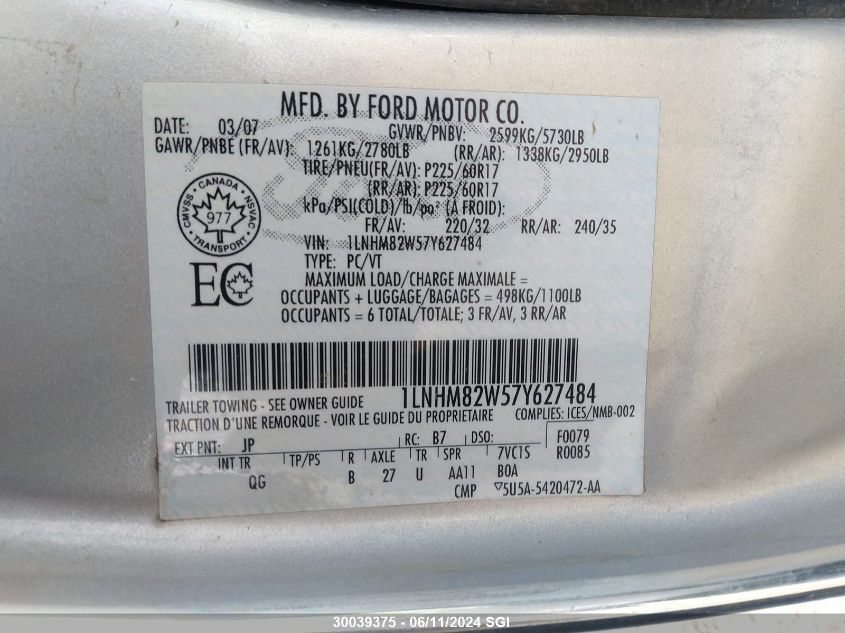 MFD. BY FORD MOTOR CO.
DATE: 03/07 GVWR/PNBV: 2599KG/5730LB
GAWR/PNBE (FR/AV): 1261KG/2780LB (RR/AR): 1338KG/2950LB
TIRE/PNEU(FR/AV): P225/60R17
(RR/AR): P225/60R17
kPa/PSI(COLD)/lb/po² (A FROID):
FR/AV: 220/32 RR/AR: 240/35
VIN: 1LNHM82W57Y627484
TYPE: PC/VT
MAXIMUM LOAD/CHARGE MAXIMALE =
OCCUPANTS + LUGGAGE/BAGAGES = 498KG/1100LB
OCCUPANTS = 6 TOTAL/TOTALE; 3 FR/AV, 3 RR/AR
CANADA
CMVSS NSVAC
977
TRANSPORT
EC
1LNHM82W57Y627484
TRAILER TOWING - SEE OWNER GUIDE COMPLIES: ICES/NMB-002
TRACTION D'UNE REMORQUE - VOIR LE GUIDE DU PROPRIETAIRE
EXT PNT: JP RC: B7 DSO: F0079
INT TR TP/PS R AXLE TR SPR 7VC1S R0085
QG B 27 U AA11 BOA
CMP 5U5A-5420472-AA
30039375 - 06/11/2024 SGI